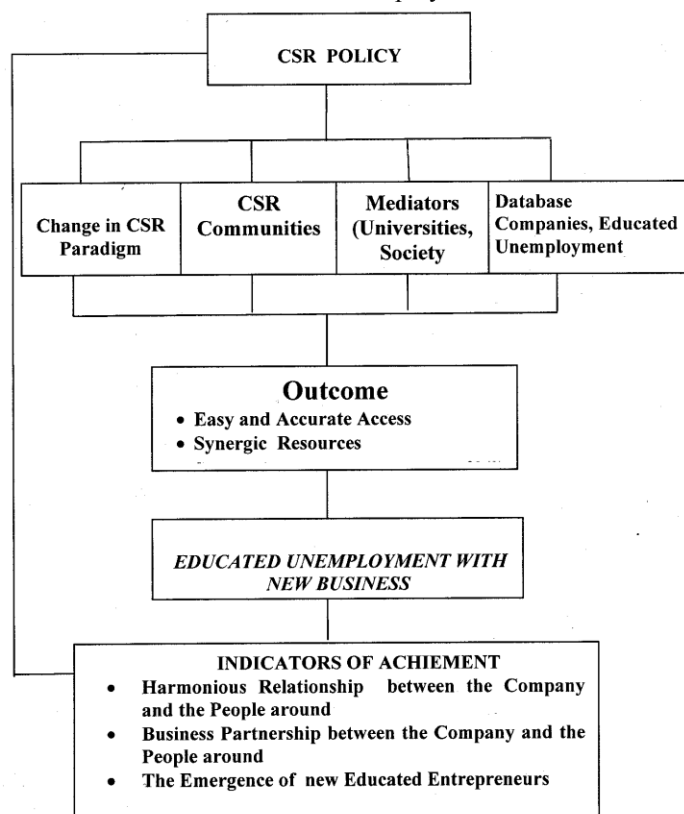 CSR POLICY
Change in CSR
Paradigm
CSR
Communities
Mediators
(Universities,
Society
Database
Companies, Educated
Unemployment
Outcome
• Easy and Accurate Access
• Synergic Resources
EDUCATED UNEMPLOYMENT WITH
NEW BUSINESS
INDICATORS OF ACHIEMENT
• Harmonious Relationship between the Company
and the People around
• Business Partnership between the Company and the
People around
• The Emergence of new Educated Entrepreneurs